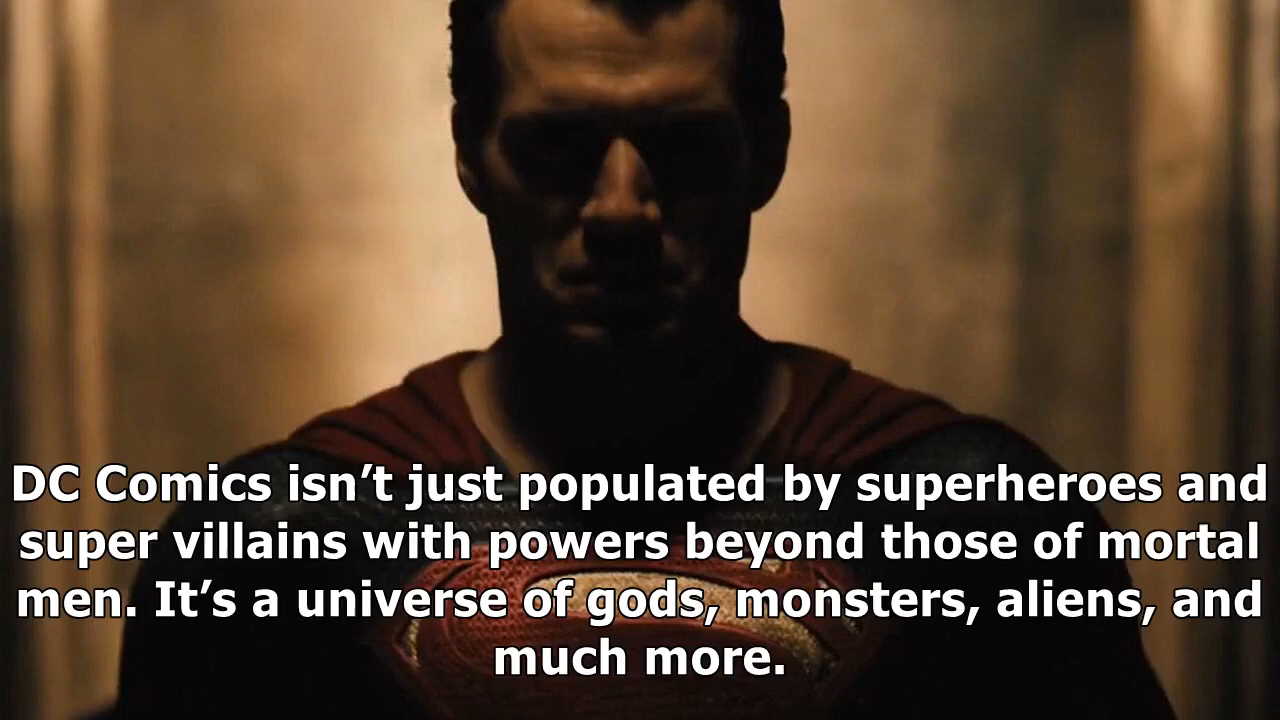 DC Comics isn’t just populated by superheroes and
super villains with powers beyond those of mortal
men. It’s a universe of gods, monsters, aliens, and
much more.